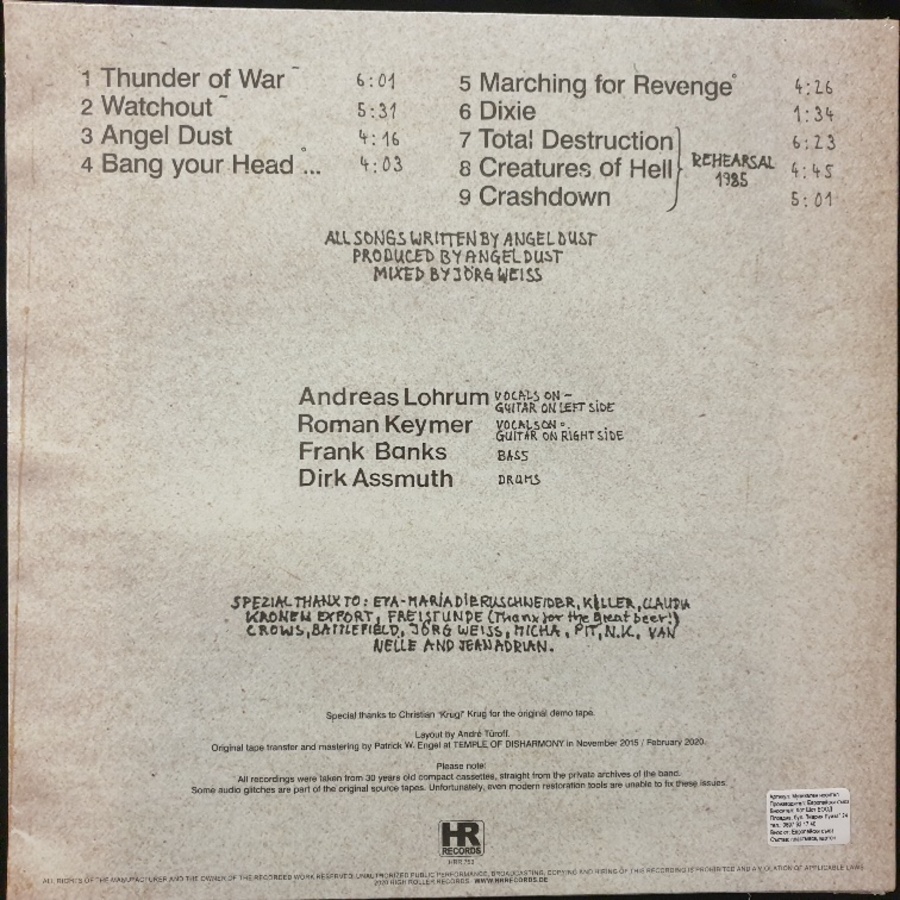 1 Thunder of War ~ 6:01
2 Watchout ~ 5:31
3 Angel Dust 4:16
4 Bang your Head °... 4:03
5 Marching for Revenge° 4:26
6 Dixie 1:34
7 Total Destruction 6:23
8 Creatures of Hell 4:45
9 Crashdown 5:01
REHEARSAL
1985
ALL SONGS WRITTEN BY ANGEL DUST
PRODUCED BY ANGEL DUST
MIXED BY JÖRG WEISS
Andreas Lohrum VOCALS ON ~
GUITAR ON LEFT SIDE
Roman Keymer VOCALS ON °
GUITAR ON RIGHT SIDE
Frank Banks BASS
Dirk Assmuth DRUMS
SPEZIAL THANX TO: EVA-MARIA DIERUSCHNEIDER, KILLER, CLAUDIA
KRONEN EXPORT, FREISTUNDE (Thanx for the great beer!)
CROWS, BATTLEFIELD, JÖRG WEISS, MICHA, PIT, N.K. VAN
NELLE AND JEAN ADRIAN.
Special thanks to Christian "Krugi" Krug for the original demo tape.
Layout by André Türoff.
Original tape transfer and mastering by Patrick W. Engel at TEMPLE OF DISHARMONY in November 2015 / February 2020.
Please note:
All recordings were taken from 30 years old compact cassettes, straight from the private archives of the band.
Some audio glitches are part of the original source tapes. Unfortunately, even modern restoration tools are unable to fix these issues.
HR
RECORDS
ALL RIGHTS OF THE MANUFACTURER AND THE OWNER OF THE RECORDED WORK RESERVED. UNAUTHORIZED PUBLIC PERFORMANCE, BROADCASTING, COPYING AND HIRING OF THIS RECORDING IS PROHIBITED AND A VIOLATION OF APPLICABLE LAWS.
2020 HIGH ROLLER RECORDS. WWW.HRRECORDS.DE